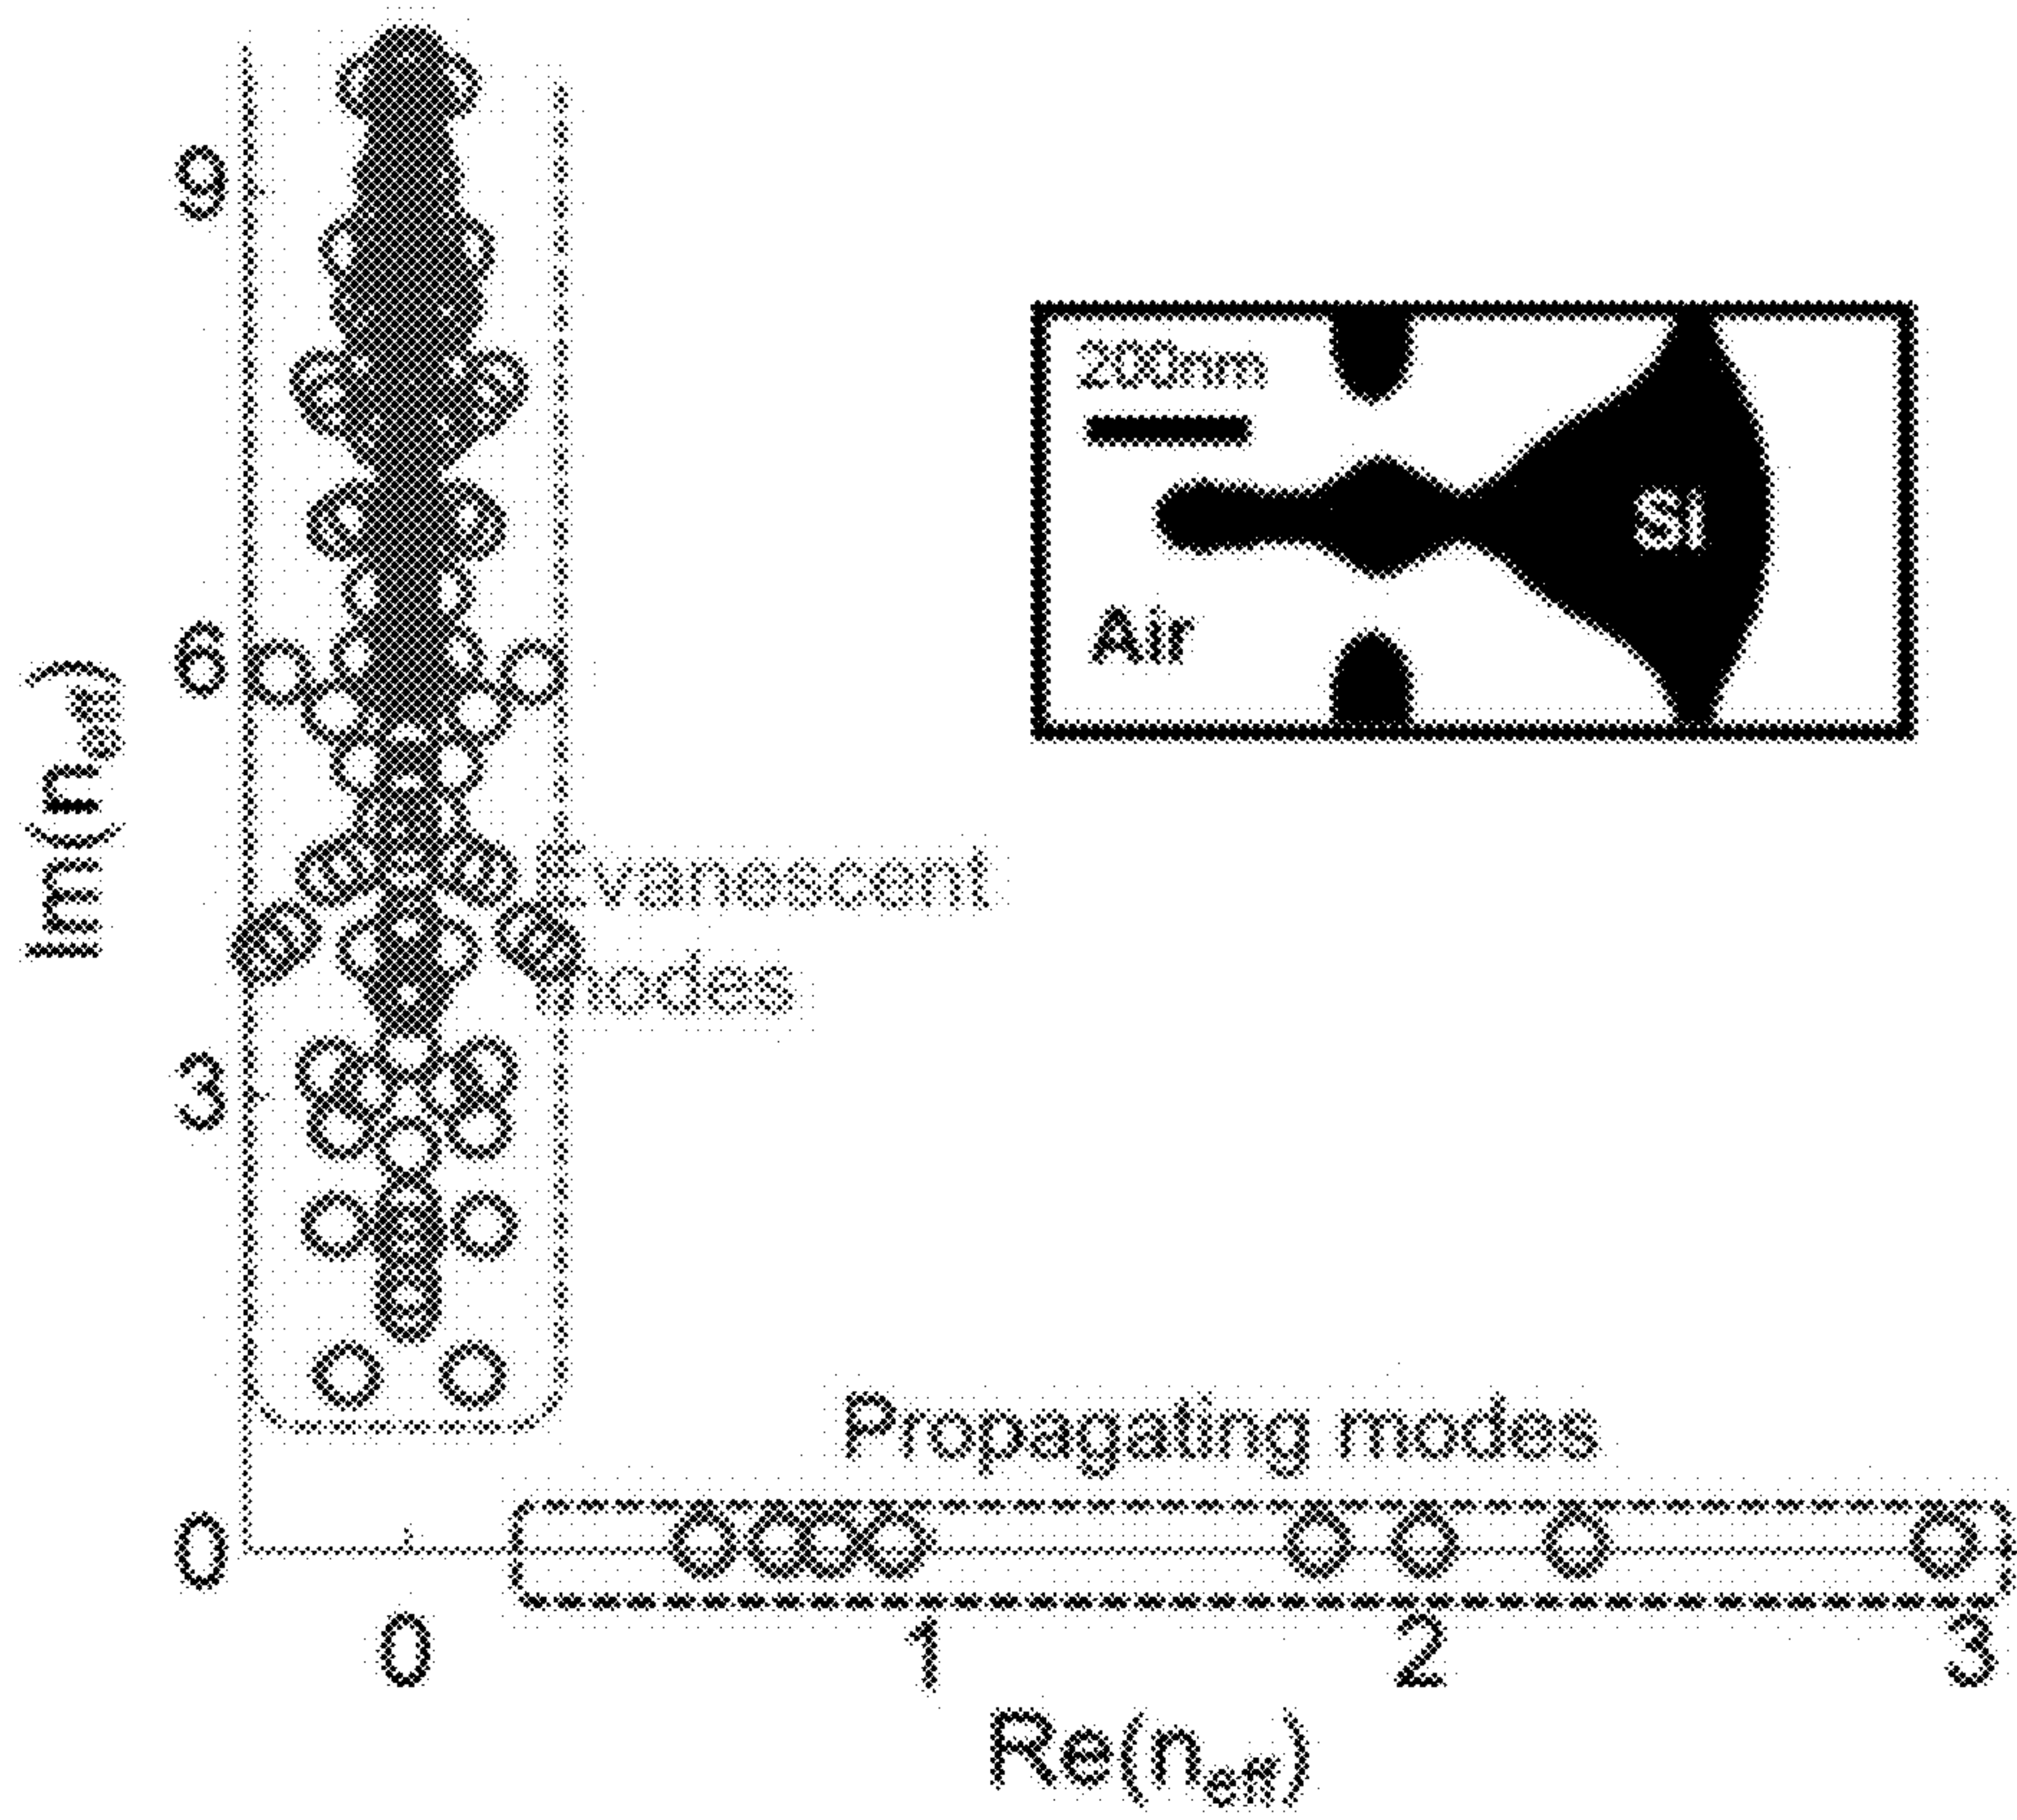 9
6
3
0
Im(n_eff)
200nm
Si
Air
Evanescent
modes
Propagating modes
0 1 2 3
Re(n_eff)